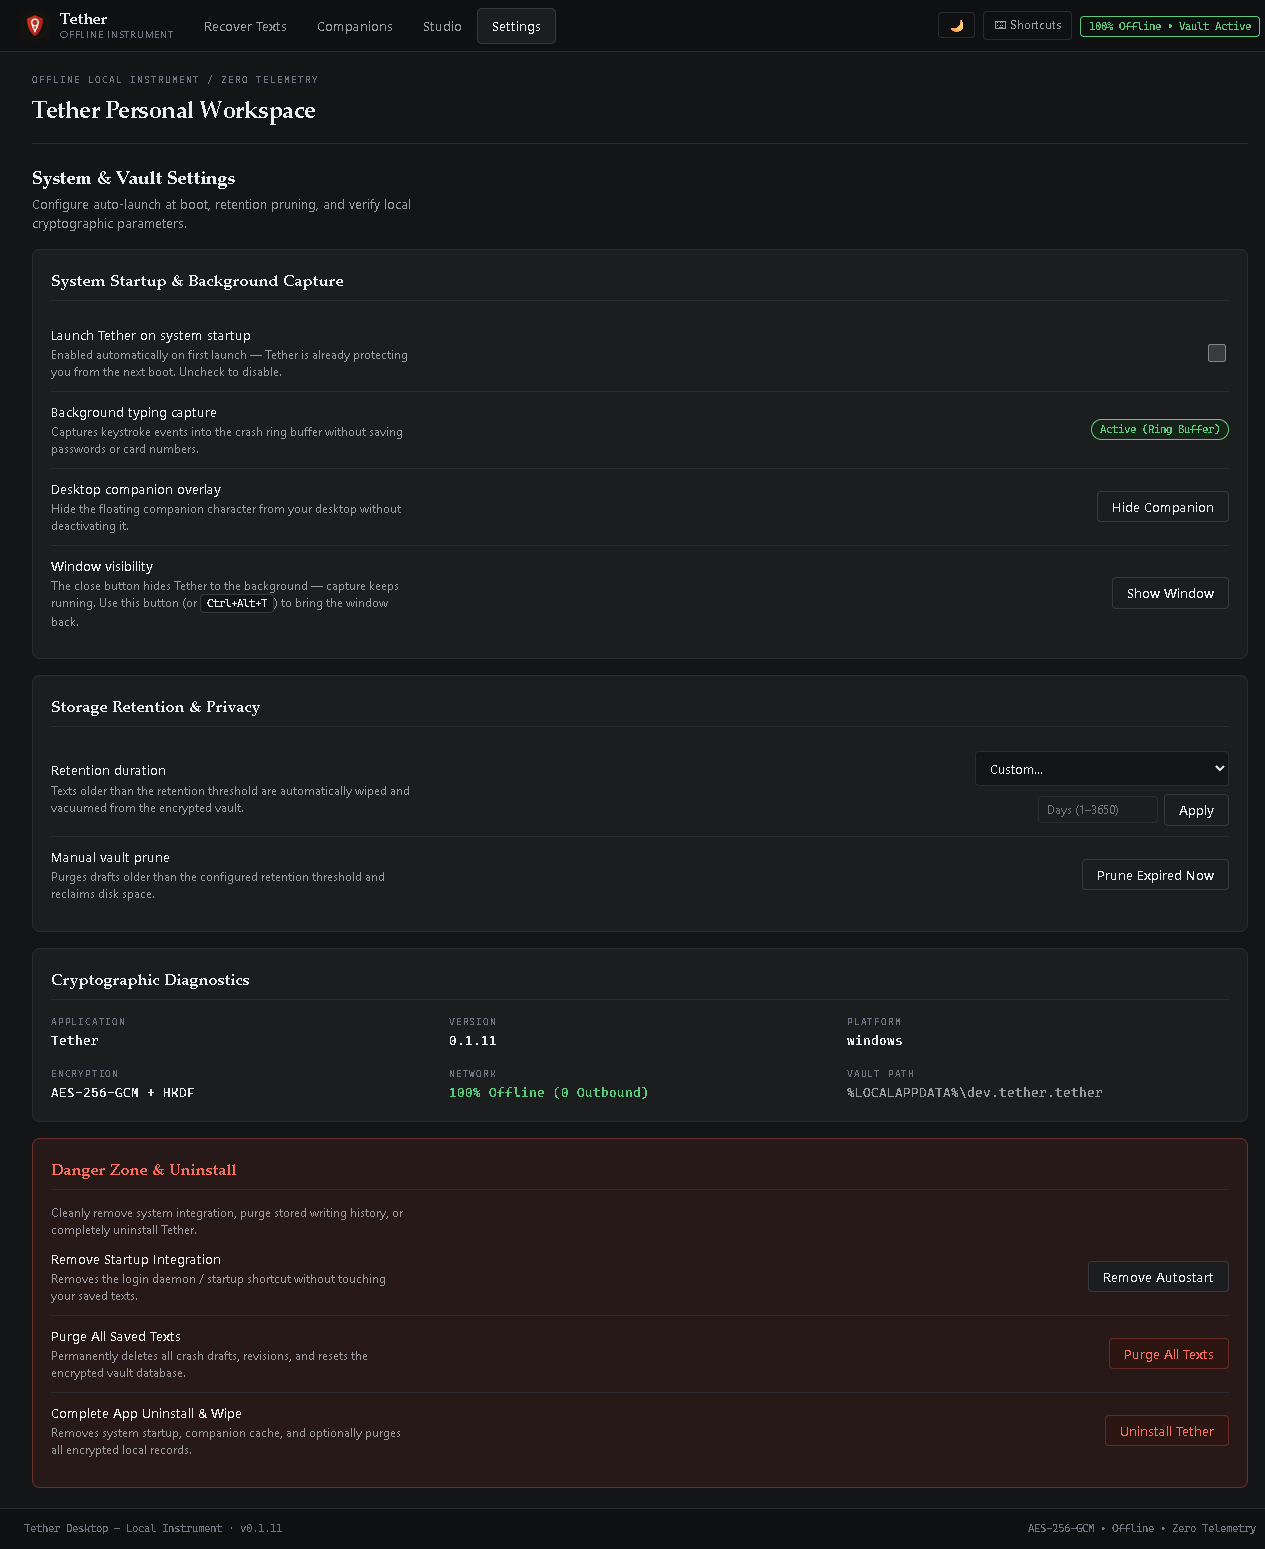 Tether
OFFLINE INSTRUMENT
Recover Texts
Companions
Studio
Settings
Shortcuts
100% Offline • Vault Active
OFFLINE LOCAL INSTRUMENT / ZERO TELEMETRY
Tether Personal Workspace
System & Vault Settings
Configure auto-launch at boot, retention pruning, and verify local
cryptographic parameters.
System Startup & Background Capture
Launch Tether on system startup
Enabled automatically on first launch — Tether is already protecting
you from the next boot. Uncheck to disable.
Background typing capture
Captures keystroke events into the crash ring buffer without saving
passwords or card numbers.
Active (Ring Buffer)
Desktop companion overlay
Hide the floating companion character from your desktop without
deactivating it.
Hide Companion
Window visibility
The close button hides Tether to the background — capture keeps
running. Use this button (or Ctrl+Alt+T) to bring the window
back.
Show Window
Storage Retention & Privacy
Retention duration
Texts older than the retention threshold are automatically wiped and
vacuumed from the encrypted vault.
Custom...
Days (1–3650)
Apply
Manual vault prune
Purges drafts older than the configured retention threshold and
reclaims disk space.
Prune Expired Now
Cryptographic Diagnostics
APPLICATION
Tether
VERSION
0.1.11
PLATFORM
windows
ENCRYPTION
AES-256-GCM + HKDF
NETWORK
100% Offline (0 Outbound)
VAULT PATH
%LOCALAPPDATA%\dev.tether.tether
Danger Zone & Uninstall
Cleanly remove system integration, purge stored writing history, or
completely uninstall Tether.
Remove Startup Integration
Removes the login daemon / startup shortcut without touching
your saved texts.
Remove Autostart
Purge All Saved Texts
Permanently deletes all crash drafts, revisions, and resets the
encrypted vault database.
Purge All Texts
Complete App Uninstall & Wipe
Removes system startup, companion cache, and optionally purges
all encrypted local records.
Uninstall Tether
Tether Desktop — Local Instrument · v0.1.11
AES-256-GCM • Offline • Zero Telemetry